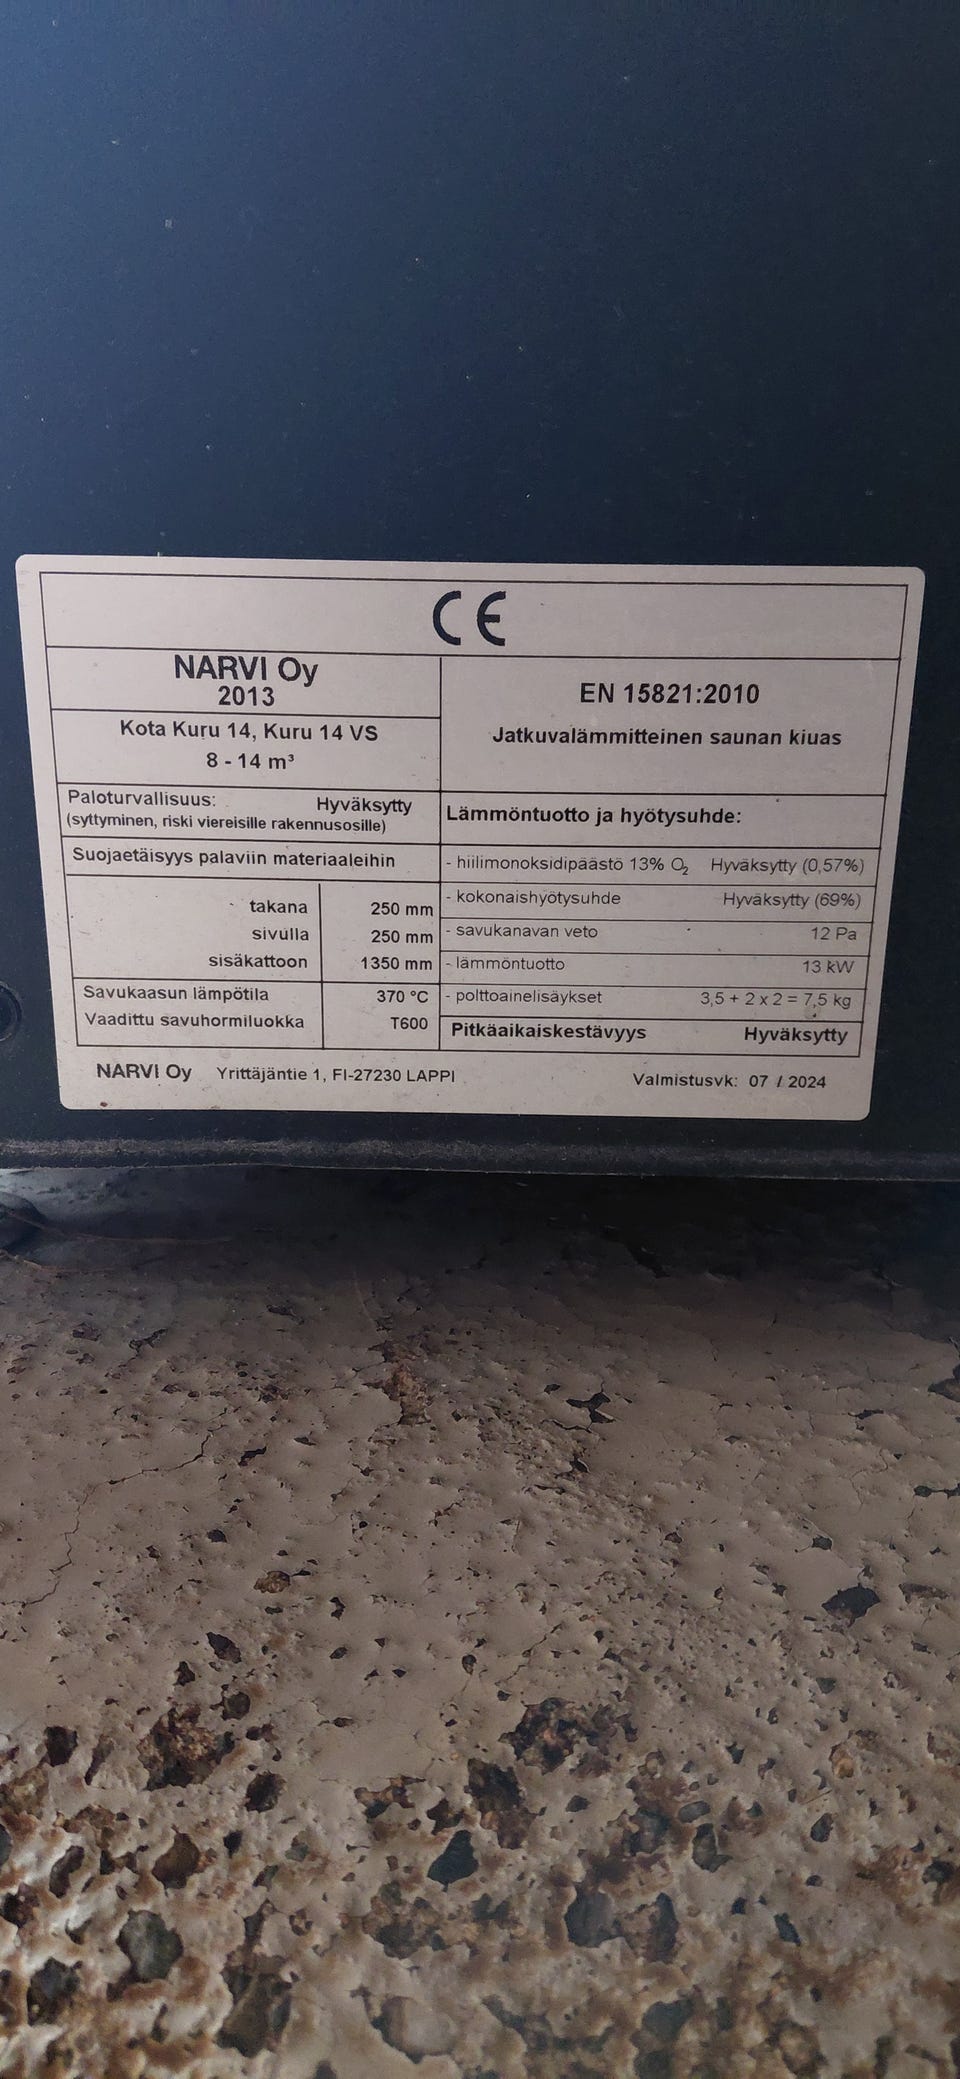 CE
NARVI Oy
2013
Kota Kuru 14, Kuru 14 VS
8 - 14 m³
EN 15821:2010
Jatkuvalämmitteinen saunan kiuas
Paloturvallisuus: Hyväksytty
(syttyminen, riski viereisille rakennusosille)
Suojaetäisyys palaviin materiaaleihin
takana 250 mm
sivulla 250 mm
sisäkattoon 1350 mm
Savukaasun lämpötila 370 °C
Vaadittu savuhormiluokka T600
Lämmöntuotto ja hyötysuhde:
- hiilimonoksidipäästö 13% O₂ Hyväksytty (0,57%)
- kokonaishyötysuhde Hyväksytty (69%)
- savukanavan veto 12 Pa
- lämmöntuotto 13 kW
- polttoainelisäykset 3,5 + 2 x 2 = 7,5 kg
Pitkäaikaiskestävyys Hyväksytty
NARVI Oy Yrittäjäntie 1, FI-27230 LAPPI
Valmistusvk: 07 / 2024